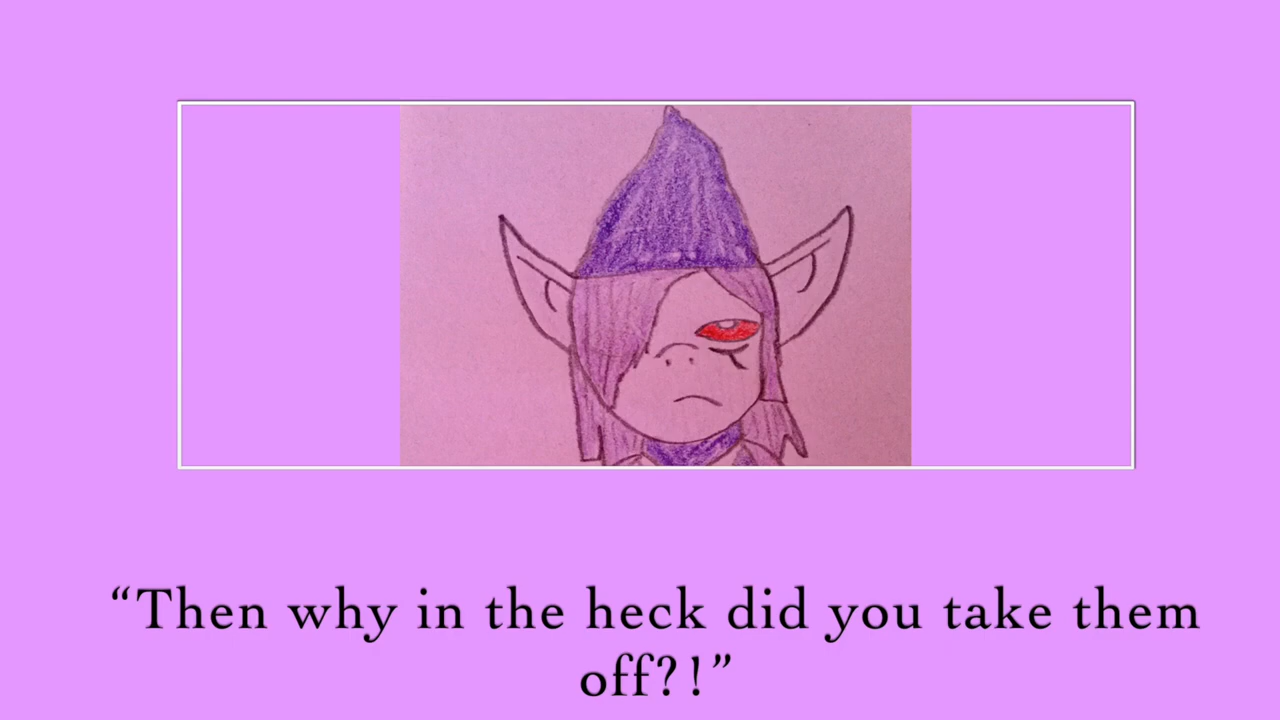 “Then why in the heck did you take them
off?!”